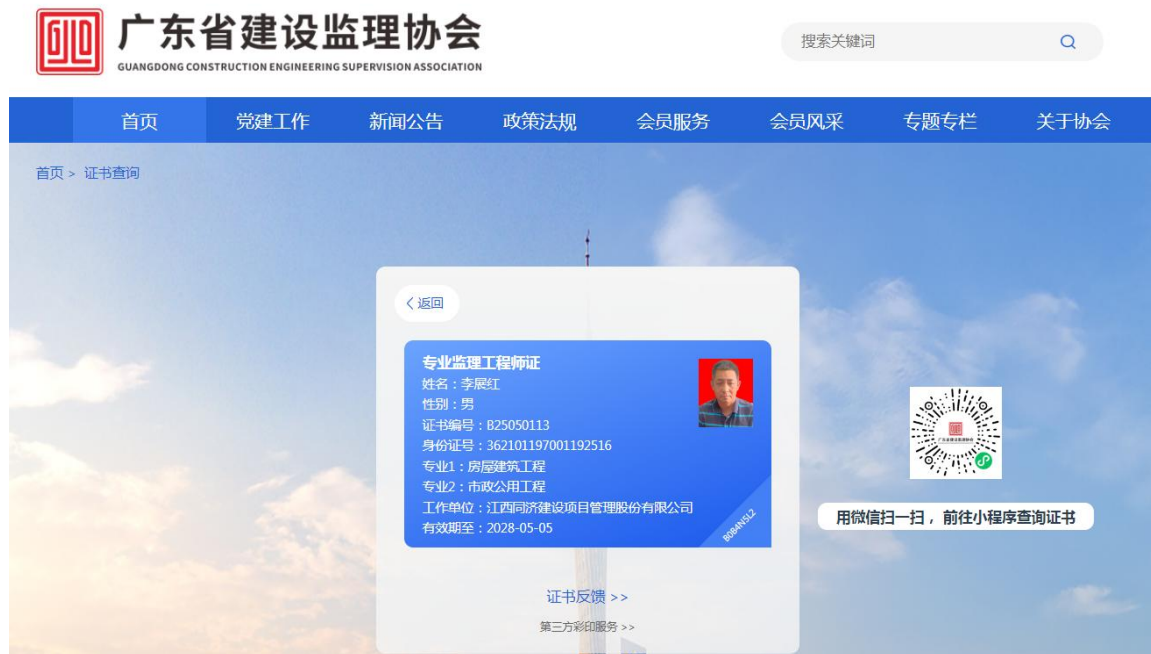 广东省建设监理协会
GUANGDONG CONSTRUCTION ENGINEERING SUPERVISION ASSOCIATION
搜索关键词
首页 党建工作 新闻公告 政策法规 会员服务 会员风采 专题专栏 关于协会
首页 > 证书查询
返回
专业监理工程师证
姓名：李展红
性别：男
证书编号：B25050113
身份证号：362101197001192516
专业1：房屋建筑工程
专业2：市政公用工程
工作单位：江西同济建设项目管理股份有限公司
有效期至：2028-05-05
B0B4N5L2
用微信扫一扫，前往小程序查询证书
证书反馈 >>
第三方彩印服务 >>